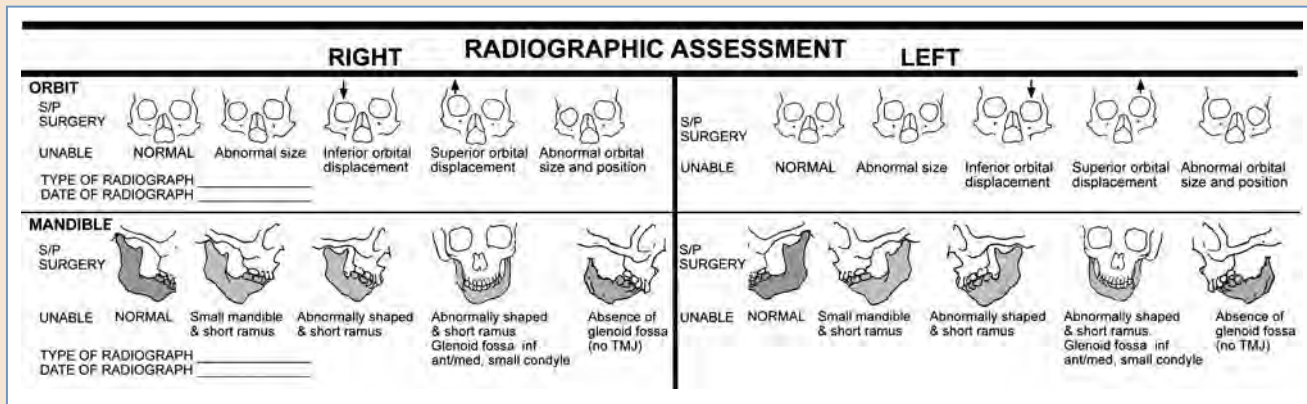 RADIOGRAPHIC ASSESSMENT
RIGHT LEFT
ORBIT
S/P
SURGERY
UNABLE
NORMAL
Abnormal size
Inferior orbital
displacement
Superior orbital
displacement
Abnormal orbital
size and position
TYPE OF RADIOGRAPH
DATE OF RADIOGRAPH
S/P
SURGERY
UNABLE
NORMAL
Abnormal size
Inferior orbital
displacement
Superior orbital
displacement
Abnormal orbital
size and position
MANDIBLE
S/P
SURGERY
UNABLE
NORMAL
Small mandible
& short ramus
Abnormally shaped
& short ramus
Abnormally shaped
& short ramus
Glenoid fossa inf
ant/med, small condyle
Absence of
glenoid fossa
(no TMJ)
TYPE OF RADIOGRAPH
DATE OF RADIOGRAPH
S/P
SURGERY
UNABLE
NORMAL
Small mandible
& short ramus
Abnormally shaped
& short ramus
Abnormally shaped
& short ramus.
Glenoid fossa inf
ant/med, small condyle
Absence of
glenoid fossa
(no TMJ)